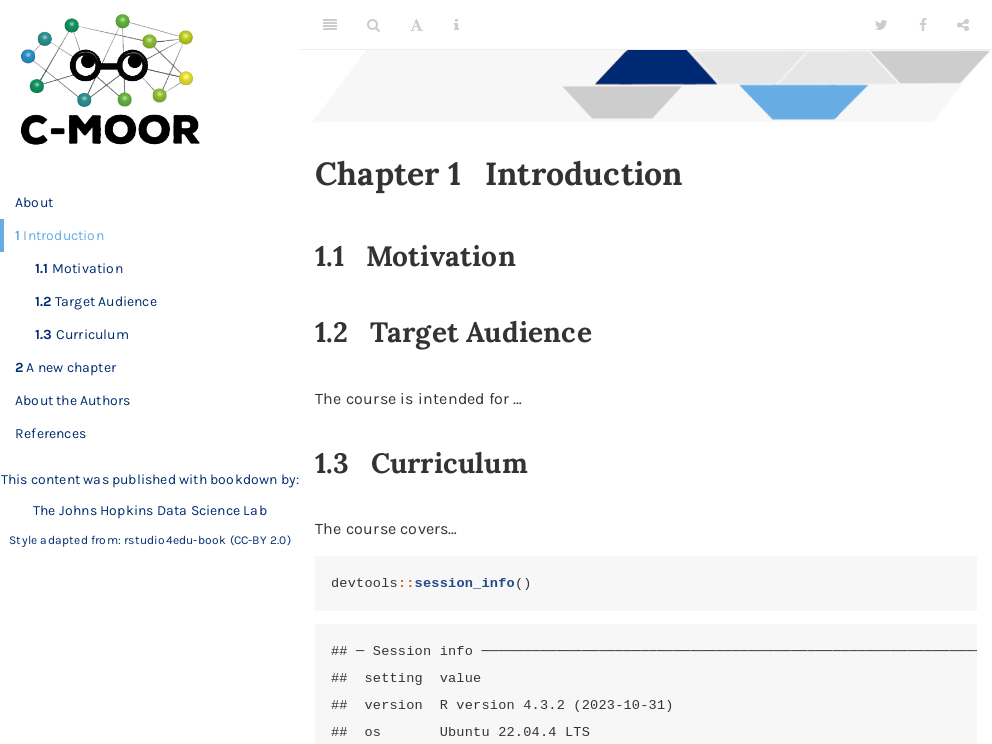 C-MOOR
About
1 Introduction
1.1 Motivation
1.2 Target Audience
1.3 Curriculum
2 A new chapter
About the Authors
References
This content was published with bookdown by:
The Johns Hopkins Data Science Lab
Style adapted from: rstudio4edu-book (CC-BY 2.0)
Chapter 1 Introduction
1.1 Motivation
1.2 Target Audience
The course is intended for …
1.3 Curriculum
The course covers…
devtools::session_info()
## ─ Session info ───────────────────────────────────────────────────────────
## setting value
## version R version 4.3.2 (2023-10-31)
## os Ubuntu 22.04.4 LTS